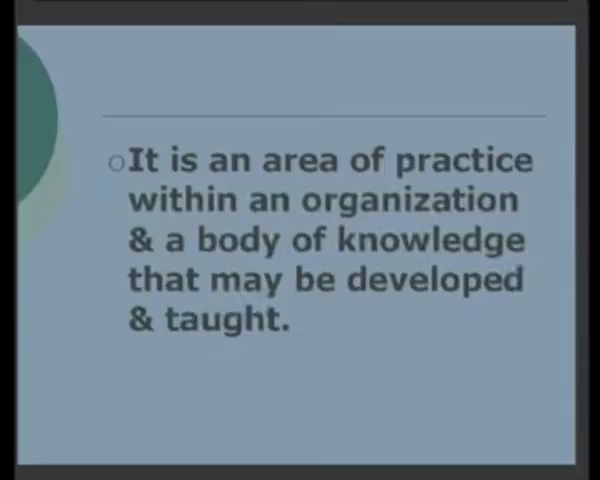 It is an area of practice
within an organization
& a body of knowledge
that may be developed
& taught.